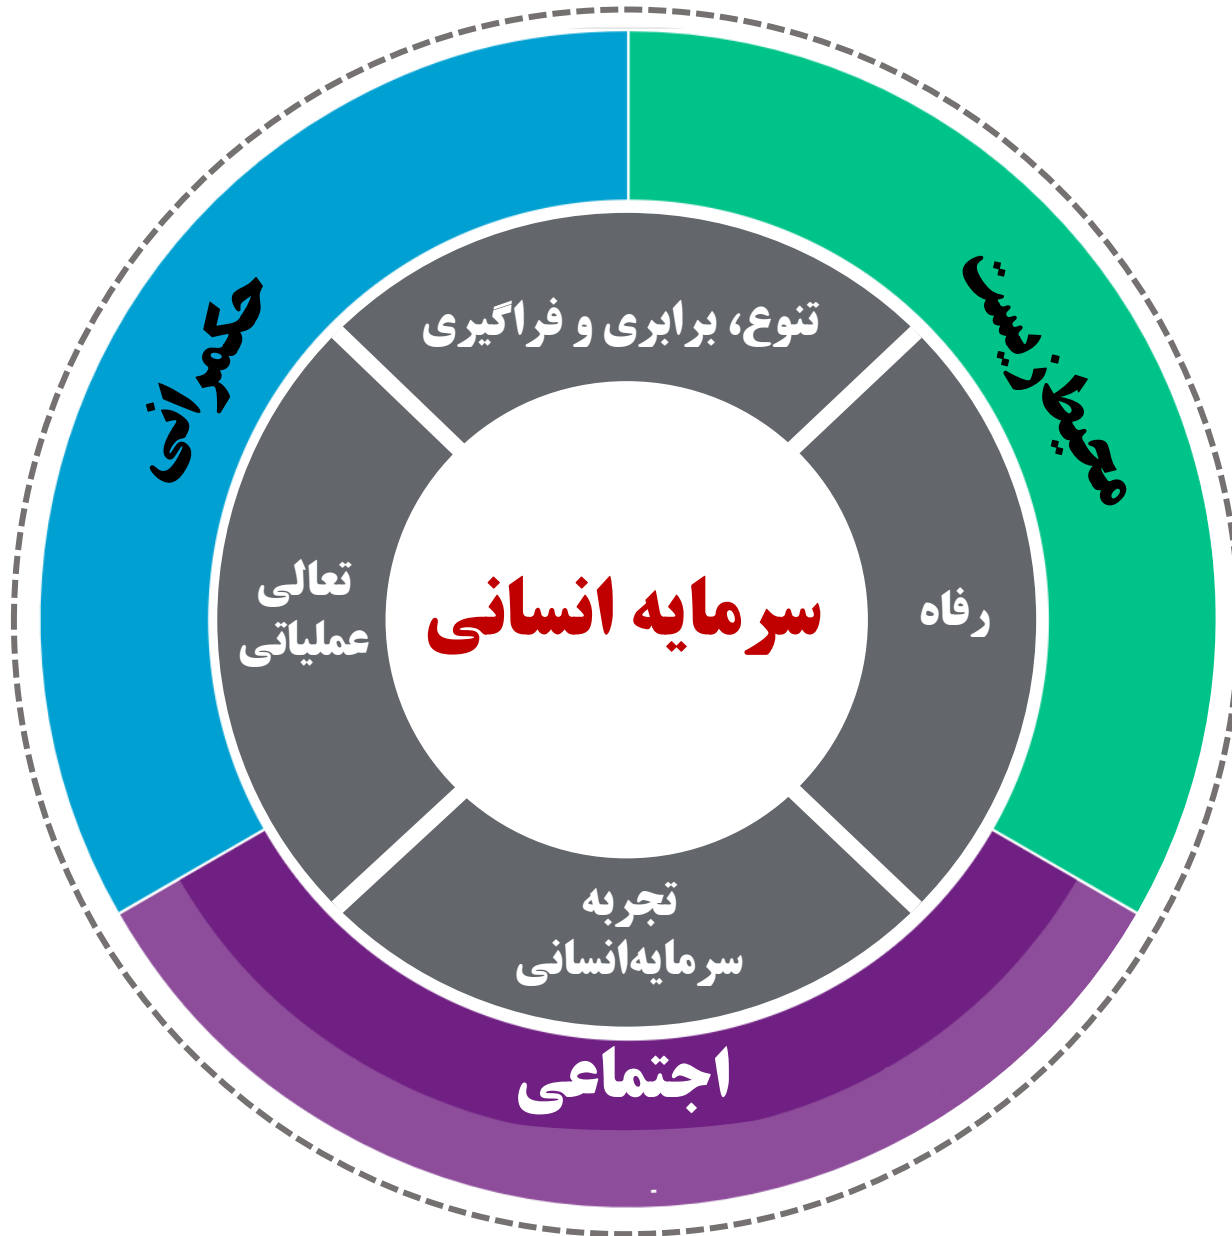 حکمرانی
محیط‌زیست
تنوع، برابری و فراگیری
تعالی
عملیاتی
سرمایه انسانی
رفاه
تجربه
سرمایه‌انسانی
اجتماعی